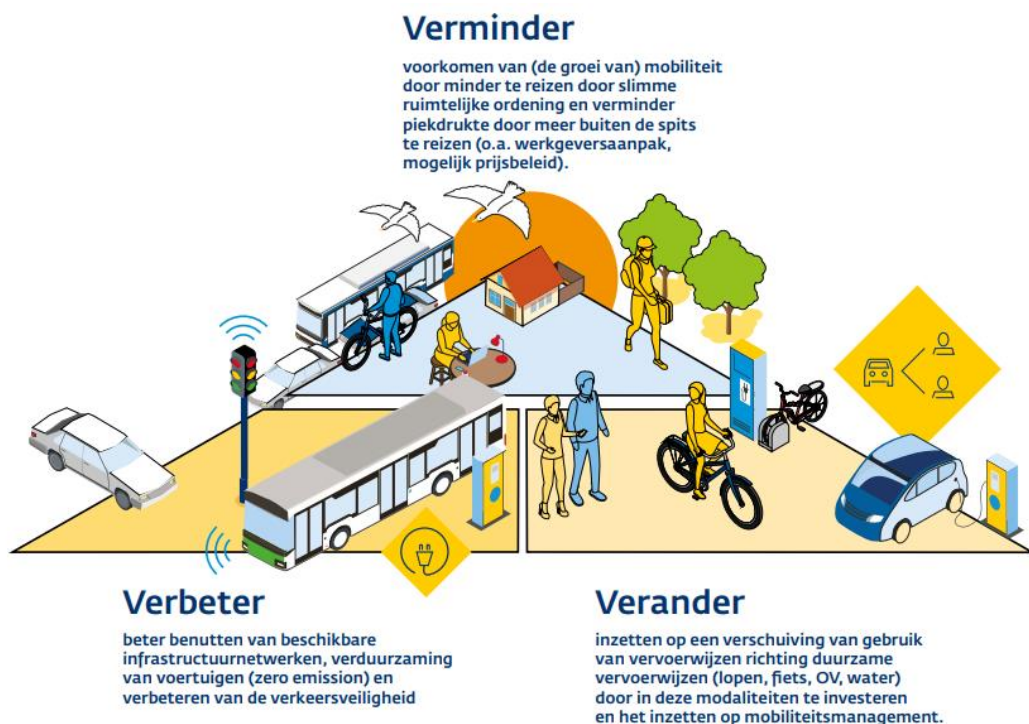 Verminder
voorkomen van (de groei van) mobiliteit
door minder te reizen door slimme
ruimtelijke ordening en verminder
piekdrukte door meer buiten de spits
te reizen (o.a. werkgeversaanpak,
mogelijk prijsbeleid).
Verbeter
beter benutten van beschikbare
infrastructuurnetwerken, verduurzaming
van voertuigen (zero emission) en
verbeteren van de verkeersveiligheid
Verander
inzetten op een verschuiving van gebruik
van vervoerwijzen richting duurzame
vervoerwijzen (lopen, fiets, OV, water)
door in deze modaliteiten te investeren
en het inzetten op mobiliteitsmanagement.